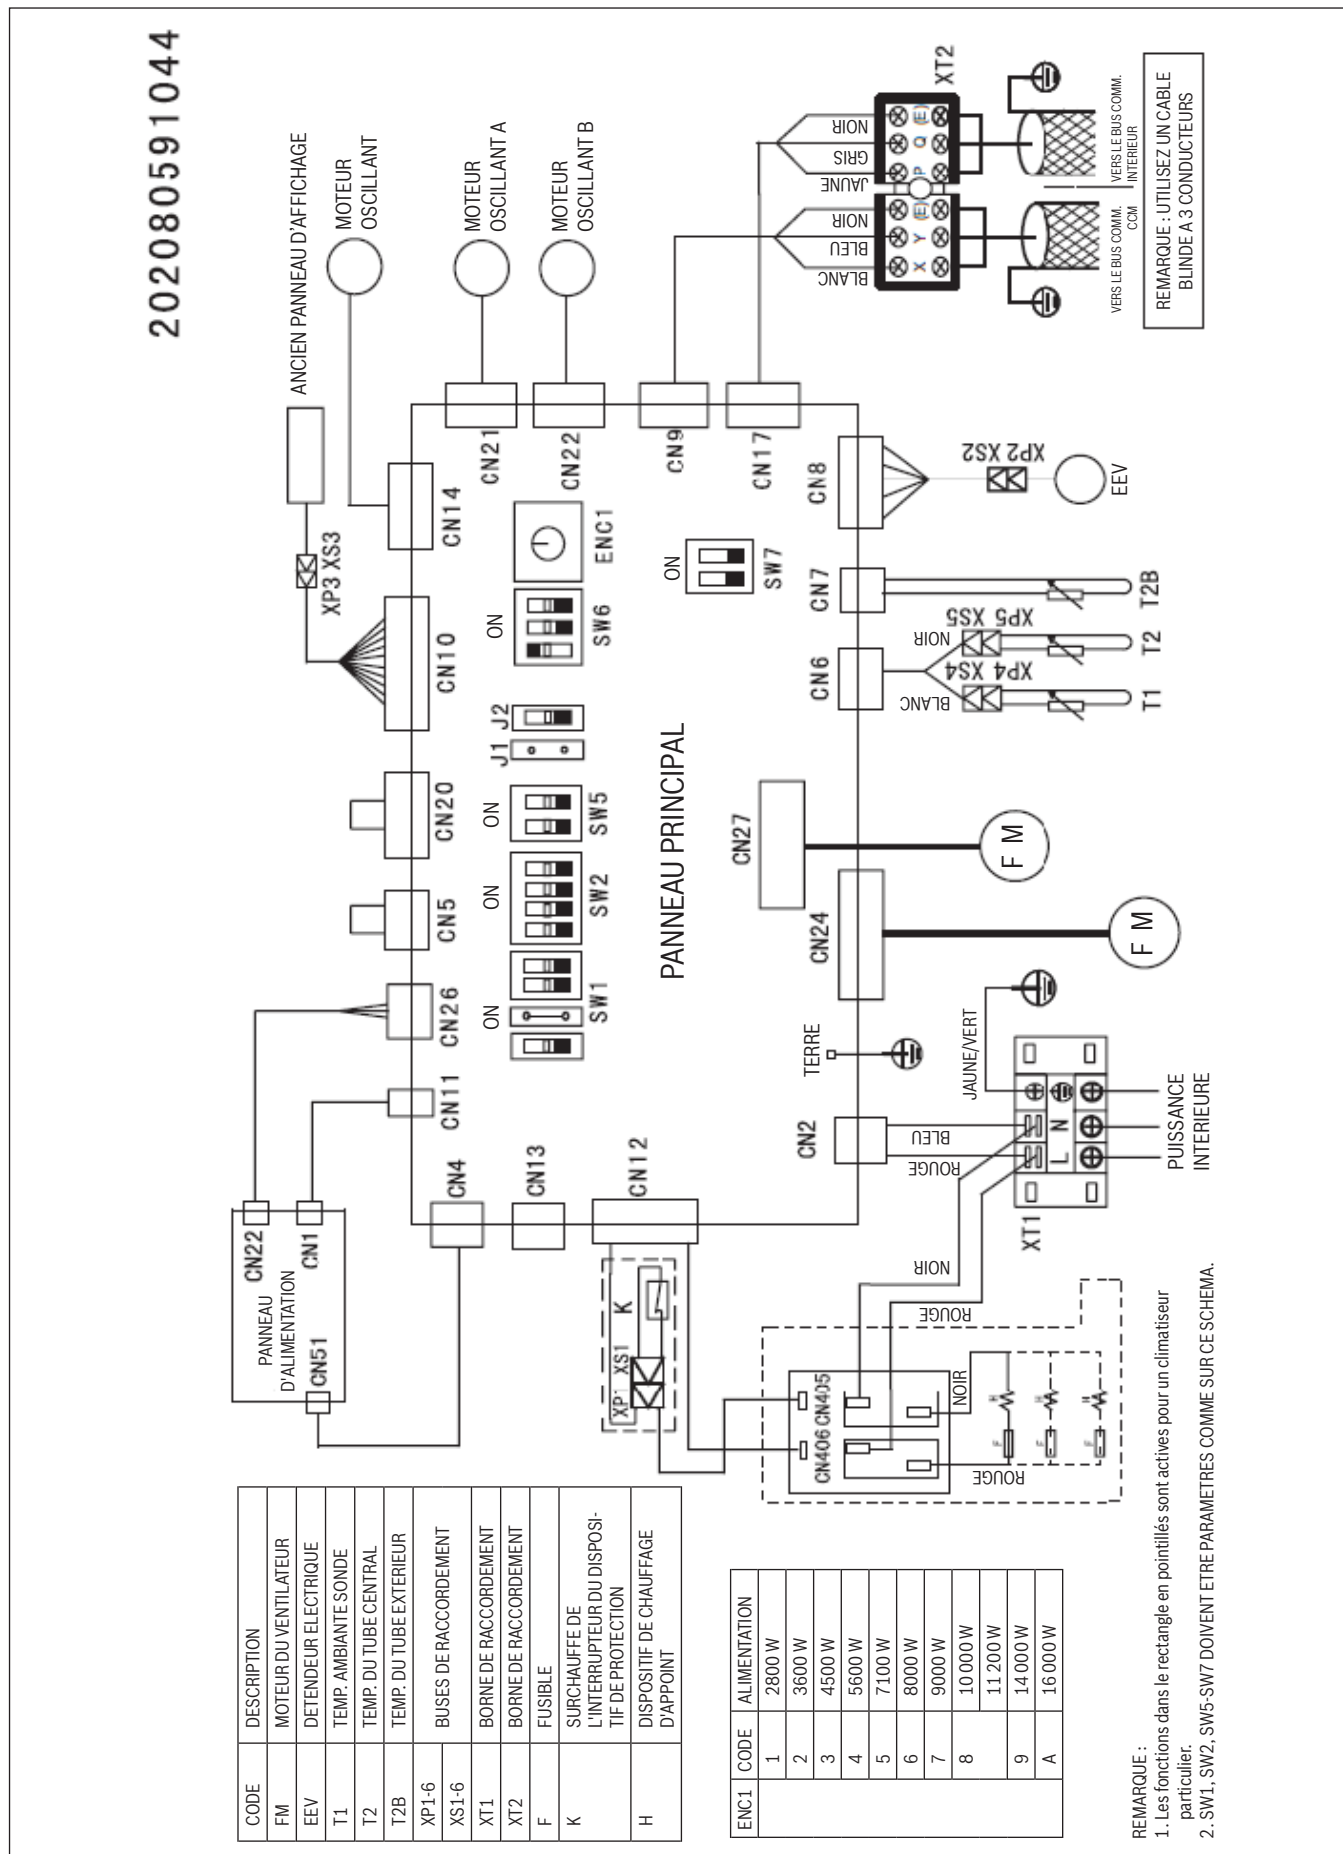 202080591044
ANCIEN PANNEAU D'AFFICHAGE
MOTEUR
OSCILLANT
MOTEUR
OSCILLANT A
MOTEUR
OSCILLANT B
XP3 XS3
CN14
CN21
CN22
CN9
CN17
CN10
CN20
CN5
CN26
CN11
CN4
CN13
CN12
CN22
CN1
CN51
PANNEAU
D'ALIMENTATION
ON
SW1
ON
SW2
ON
SW5
J1 J2
ON
SW6
ENC1
ON
SW7
PANNEAU PRINCIPAL
NOIR
GRIS
JAUNE
NOIR
BLEU
BLANC
X Y (E) P Q (E)
XT2
VERS LE BUS COMM.
CCM
VERS LE BUS COMM.
INTERIEUR
REMARQUE : UTILISEZ UN CABLE
BLINDE A 3 CONDUCTEURS
CN8
XP2 XS2
EEV
CN7
T2B
CN6
NOIR
BLANC
XP5 XS5
XP4 XS4
T2
T1
CN27
F M
CN24
F M
TERRE
CN2
BLEU
ROUGE
JAUNE/VERT
L N
XT1
PUISSANCE
INTERIEURE
NOIR
ROUGE
XP1 XS1
K
CN406 CN405
NOIR
ROUGE
F H
F H
F H
CODE DESCRIPTION
FM MOTEUR DU VENTILATEUR
EEV DETENDEUR ELECTRIQUE
T1 TEMP. AMBIANTE SONDE
T2 TEMP. DU TUBE CENTRAL
T2B TEMP. DU TUBE EXTERIEUR
XP1-6 BUSES DE RACCORDEMENT
XS1-6
XT1 BORNE DE RACCORDEMENT
XT2 BORNE DE RACCORDEMENT
F FUSIBLE
K SURCHAUFFE DE
L'INTERRUPTEUR DU DISPOSI-
TIF DE PROTECTION
H DISPOSITIF DE CHAUFFAGE
D'APPOINT
ENC1 CODE ALIMENTATION
1 2800 W
2 3600 W
3 4500 W
4 5600 W
5 7100 W
6 8000 W
7 9000 W
8 10 000 W
11 200 W
9 14 000 W
A 16 000 W
REMARQUE :
1. Les fonctions dans le rectangle en pointillés sont actives pour un climatiseur
particulier.
2. SW1, SW2, SW5-SW7 DOIVENT ETRE PARAMETRES COMME SUR CE SCHEMA.